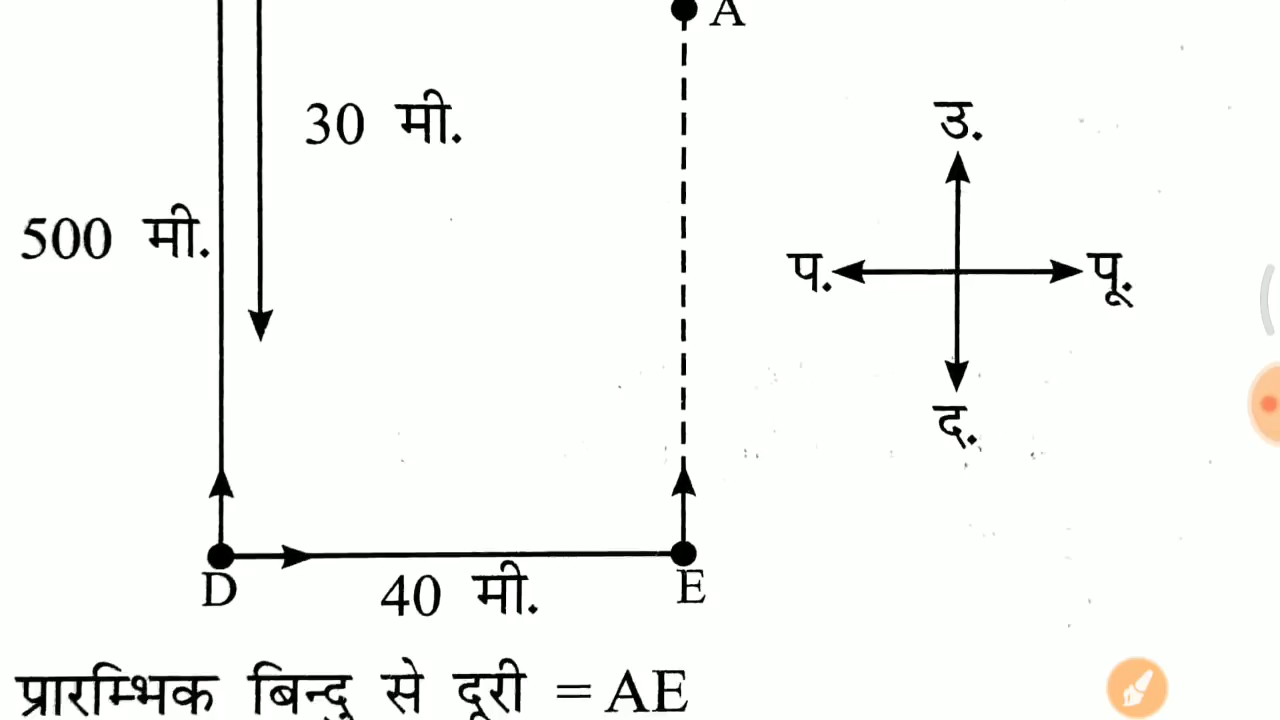 A
30 मी.
उ.
500 मी.
प.
पू.
द.
D
40 मी.
E
प्रारम्भिक बिन्दु से दूरी = AE